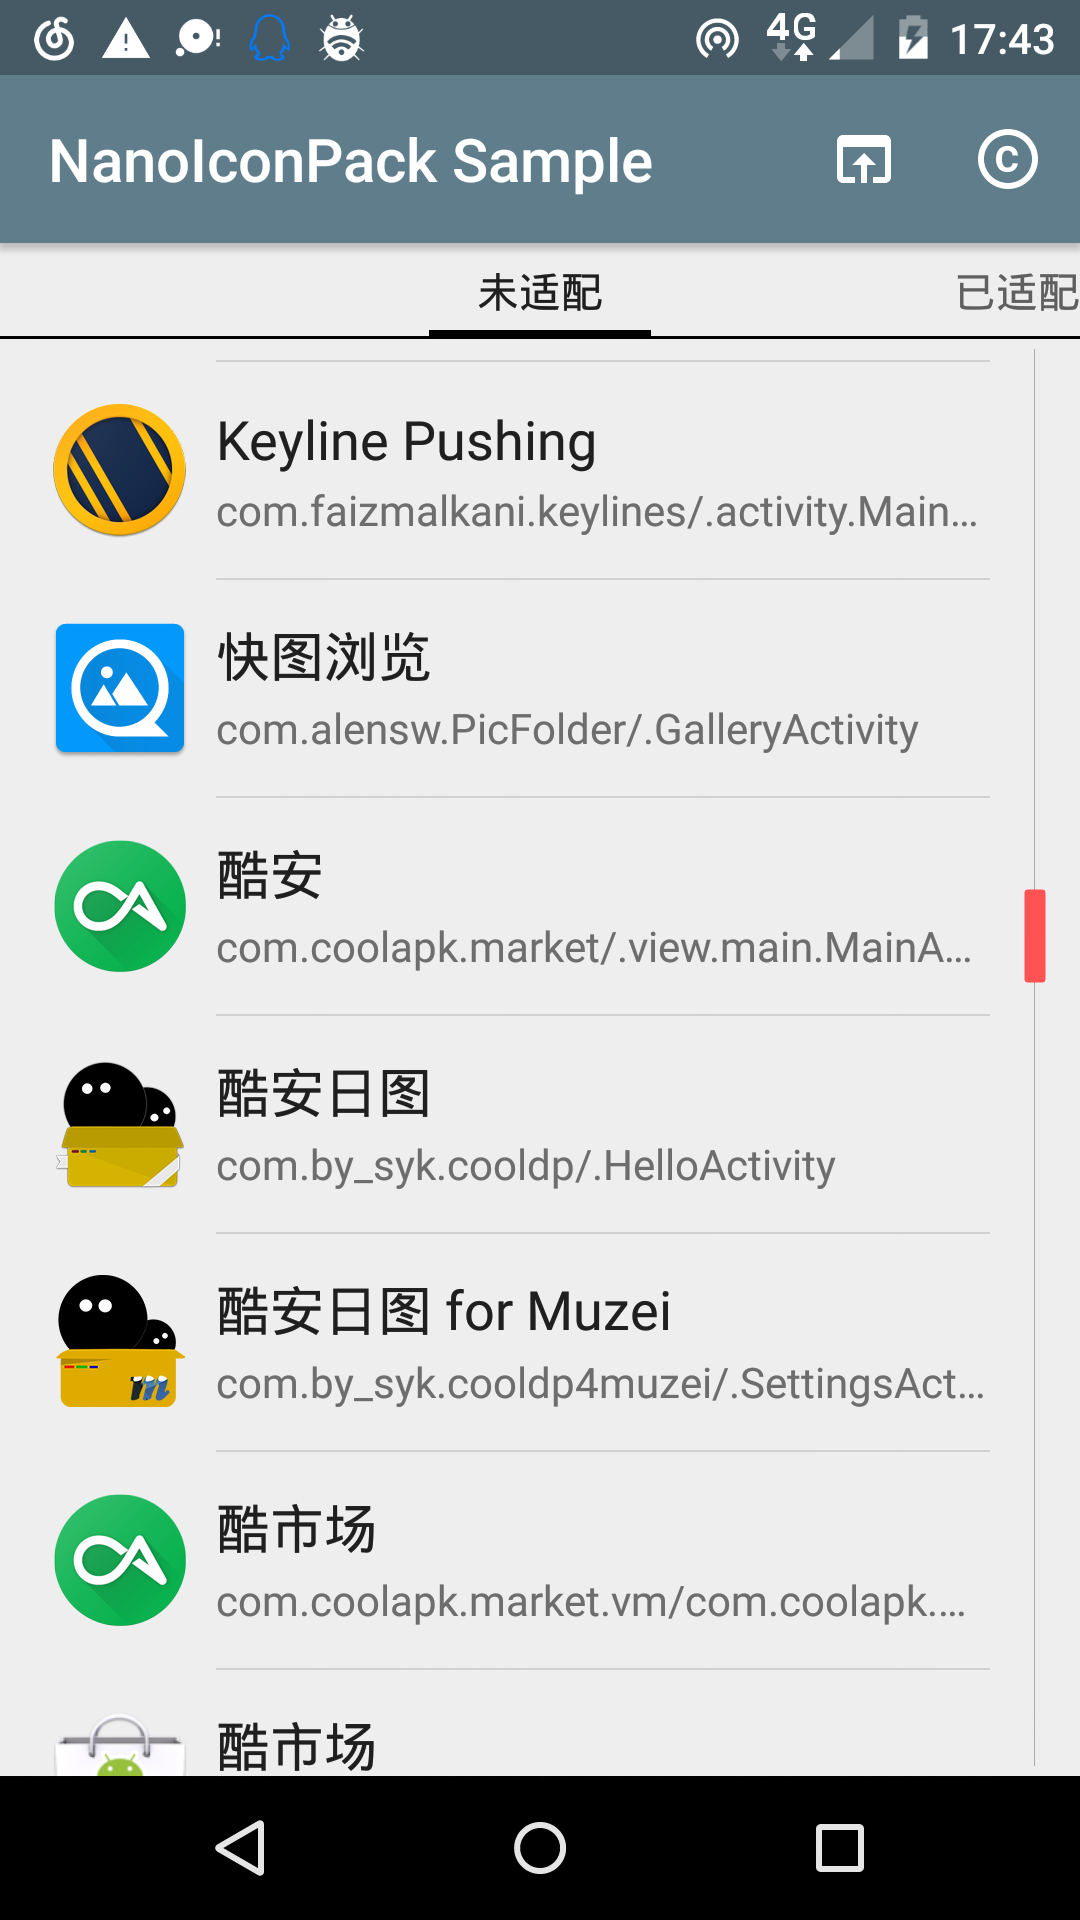 4G 17:43
NanoIconPack Sample
未适配 已适配
Keyline Pushing
com.faizmalkani.keylines/.activity.Main...
快图浏览
com.alensw.PicFolder/.GalleryActivity
酷安
com.coolapk.market/.view.main.MainA...
酷安日图
com.by_syk.cooldp/.HelloActivity
酷安日图 for Muzei
com.by_syk.cooldp4muzei/.SettingsAct...
酷市场
com.coolapk.market.vm/com.coolapk....
酷市场